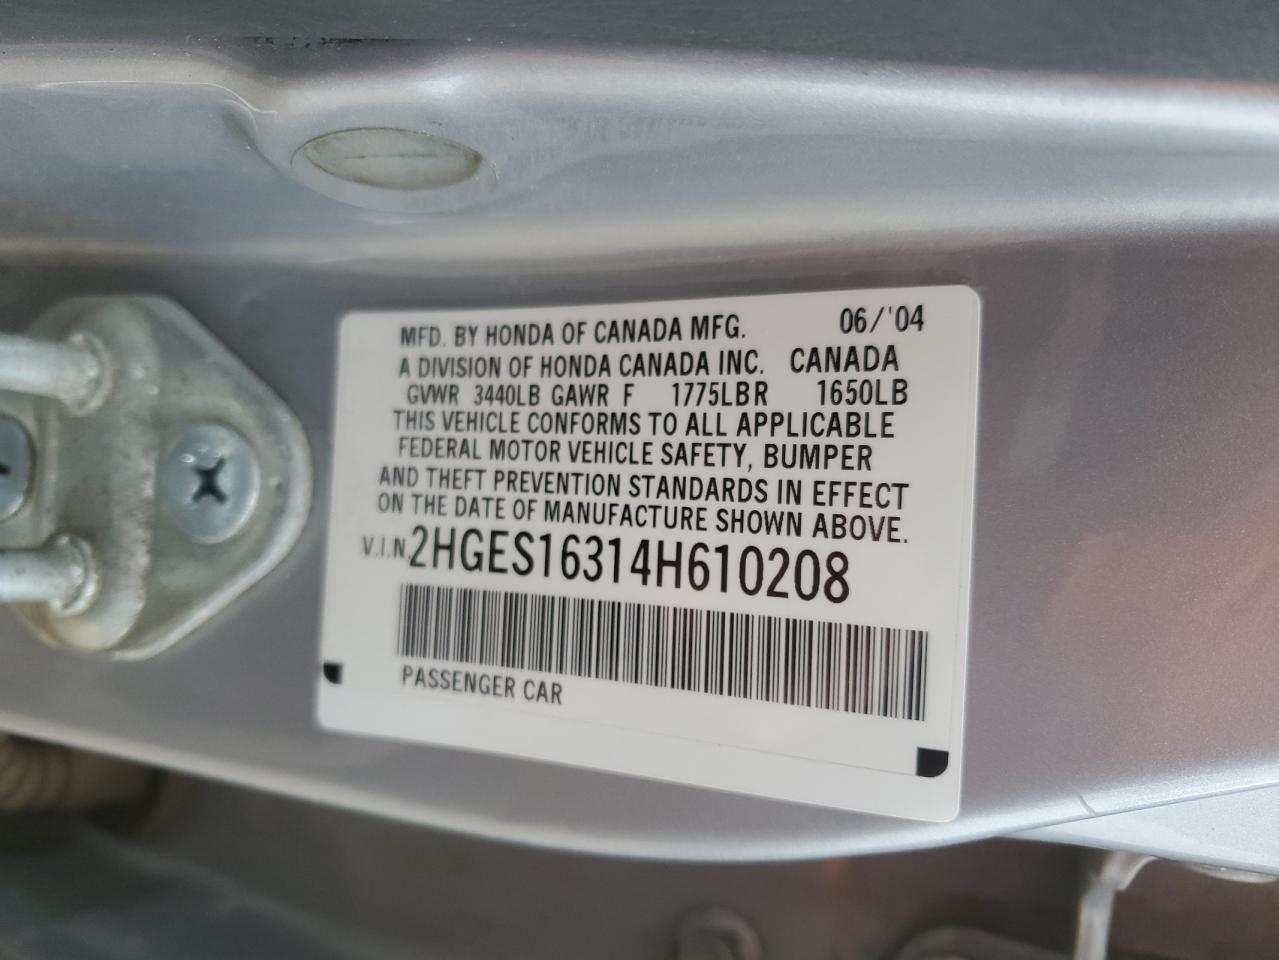 MFD. BY HONDA OF CANADA MFG. 06/'04
A DIVISION OF HONDA CANADA INC. CANADA
GVWR 3440LB GAWR F 1775LB R 1650LB
THIS VEHICLE CONFORMS TO ALL APPLICABLE
FEDERAL MOTOR VEHICLE SAFETY, BUMPER
AND THEFT PREVENTION STANDARDS IN EFFECT
ON THE DATE OF MANUFACTURE SHOWN ABOVE.
V.I.N. 2HGES16314H610208
PASSENGER CAR